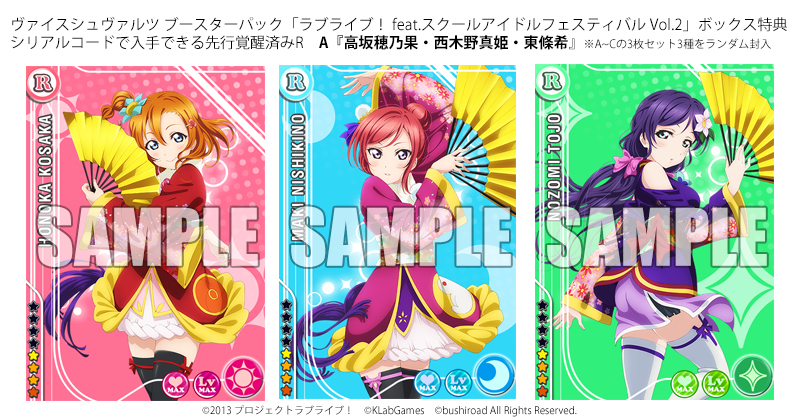 ヴァイスシュヴァルツ ブースターパック「ラブライブ！ feat.スクールアイドルフェスティバル Vol.2」ボックス特典
シリアルコードで入手できる先行覚醒済みR　A『高坂穂乃果・西木野真姫・東條希』※A~Cの3枚セット3種をランダム封入
R
HONOKA KOSAKA
SAMPLE
MAX
Lv MAX
R
MAKI NISHIKINO
SAMPLE
MAX
Lv MAX
R
NOZOMI TOJO
SAMPLE
MAX
Lv MAX
©2013 プロジェクトラブライブ！　©KLabGames　©bushiroad All Rights Reserved.